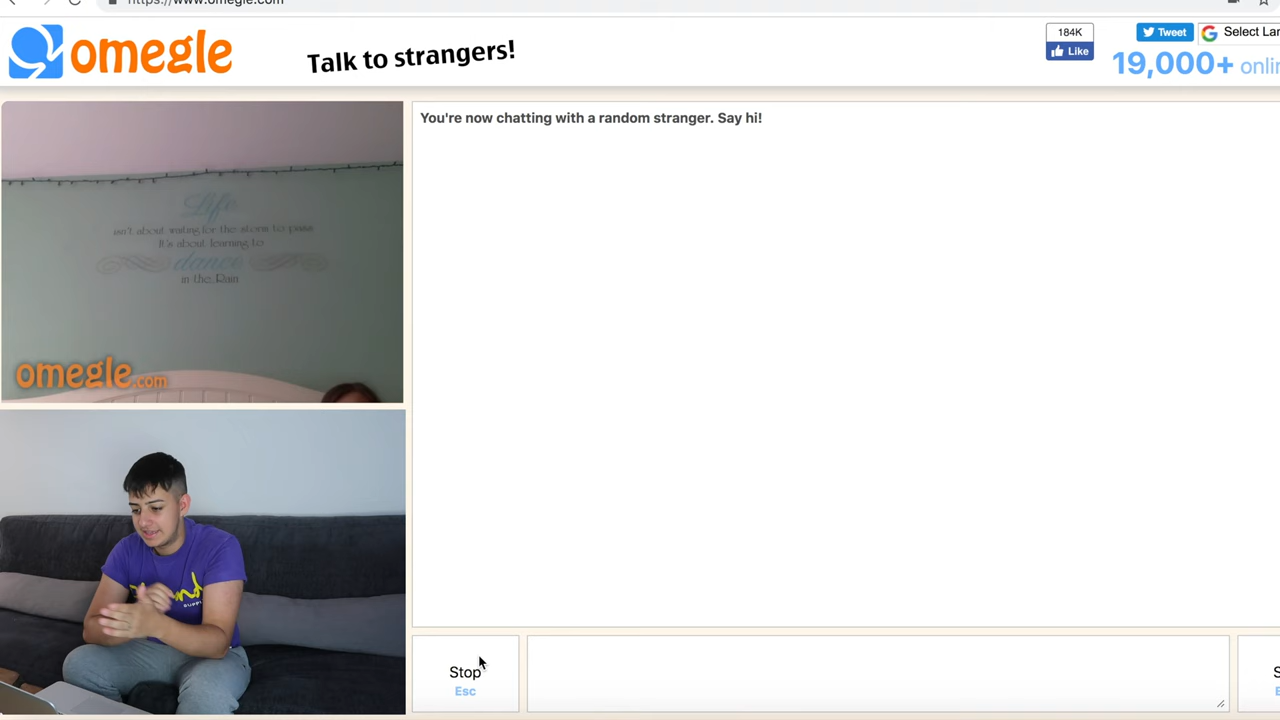 https://www.omegle.com
omegle
Talk to strangers!
184K
Like
Tweet
Select Lan
19,000+ onlin
You're now chatting with a random stranger. Say hi!
Life
isn't about waiting for the storm to pass
It's about learning to
dance
in the Rain
omegle.com
Stop
Esc